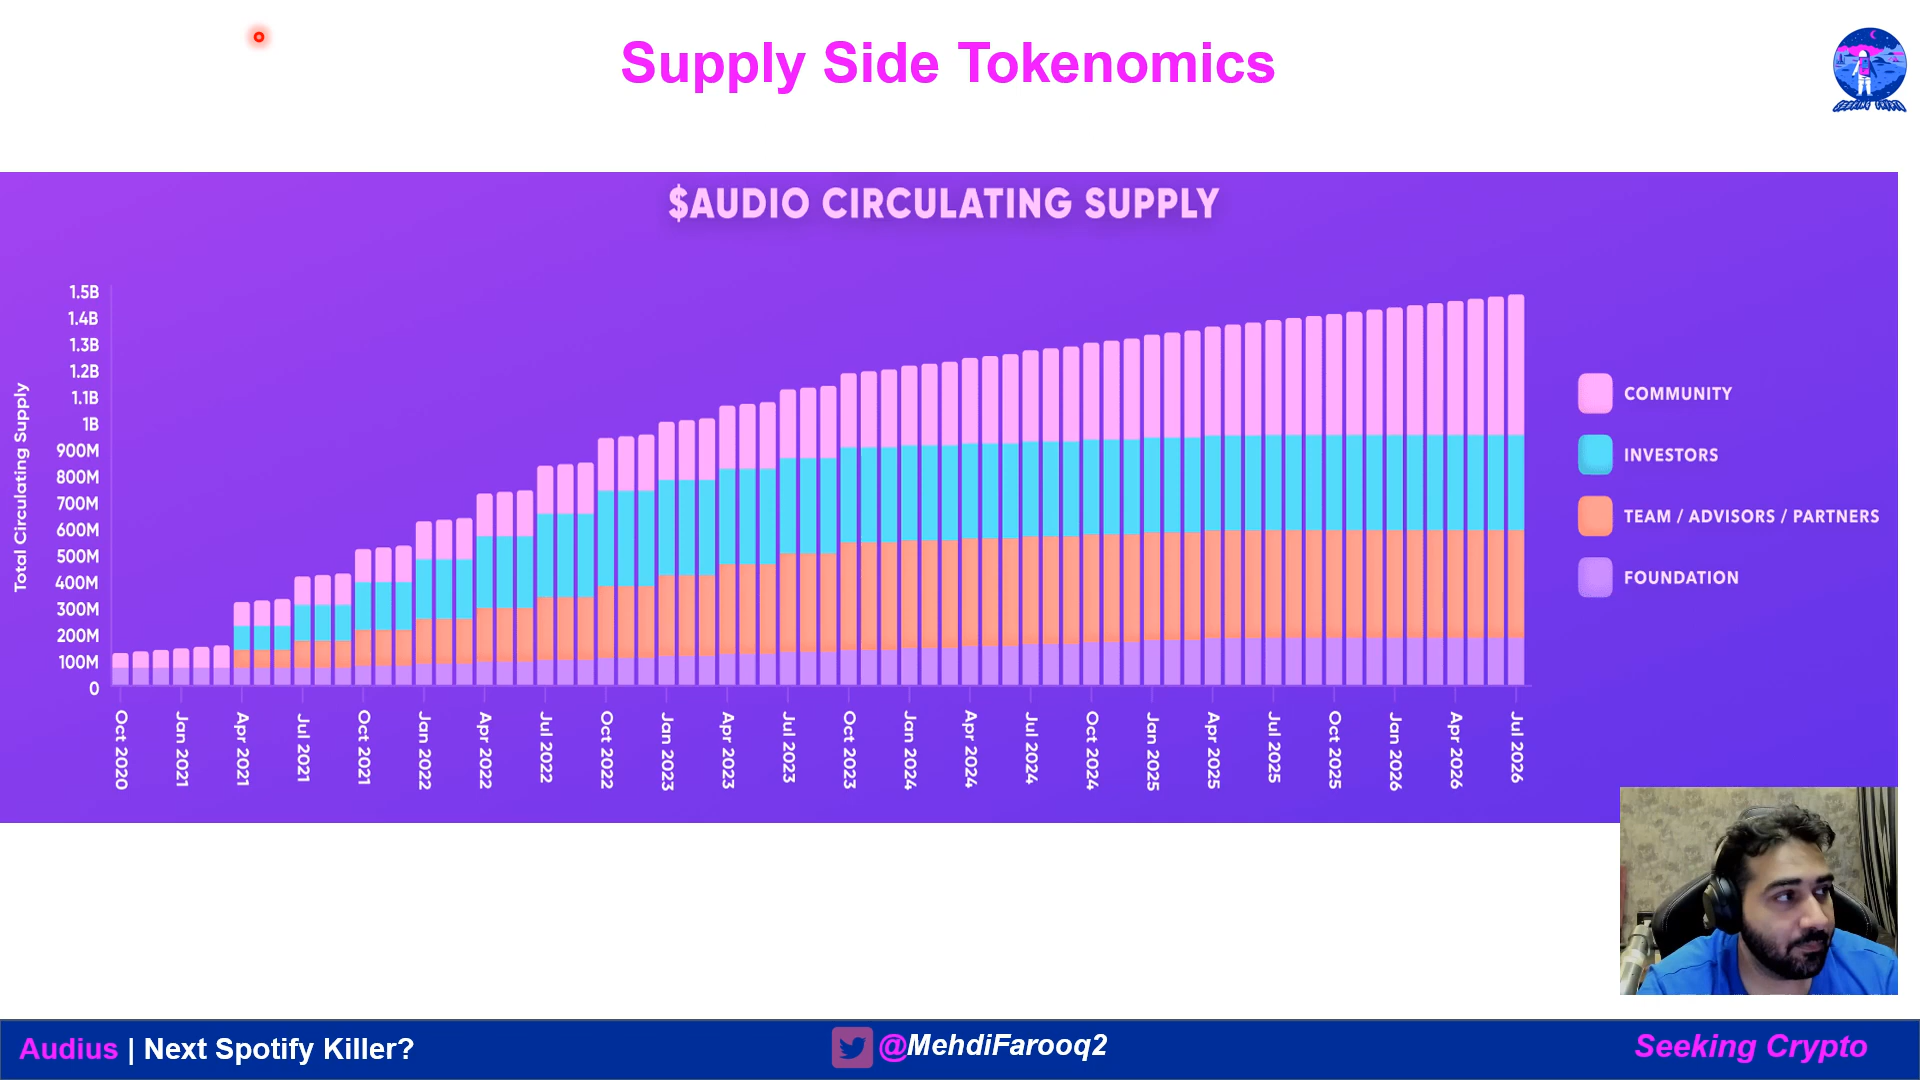 Supply Side Tokenomics
SEEKING CRYPTO
$AUDIO CIRCULATING SUPPLY
Total Circulating Supply
1.5B
1.4B
1.3B
1.2B
1.1B
1B
900M
800M
700M
600M
500M
400M
300M
200M
100M
0
Oct 2020
Jan 2021
Apr 2021
Jul 2021
Oct 2021
Jan 2022
Apr 2022
Jul 2022
Oct 2022
Jan 2023
Apr 2023
Jul 2023
Oct 2023
Jan 2024
Apr 2024
Jul 2024
Oct 2024
Jan 2025
Apr 2025
Jul 2025
Oct 2025
Jan 2026
Apr 2026
Jul 2026
COMMUNITY
INVESTORS
TEAM / ADVISORS / PARTNERS
FOUNDATION
Audius | Next Spotify Killer?
@MehdiFarooq2
Seeking Crypto